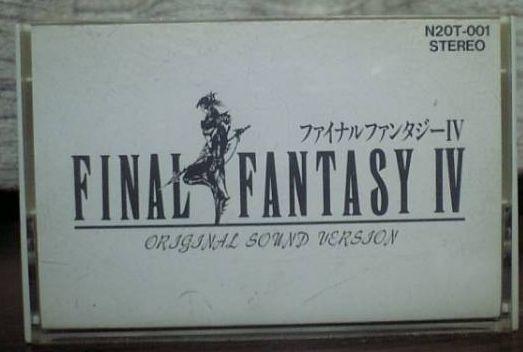 N20T-001
STEREO
ファイナルファンタジーIV
FINAL FANTASY IV
ORIGINAL SOUND VERSION